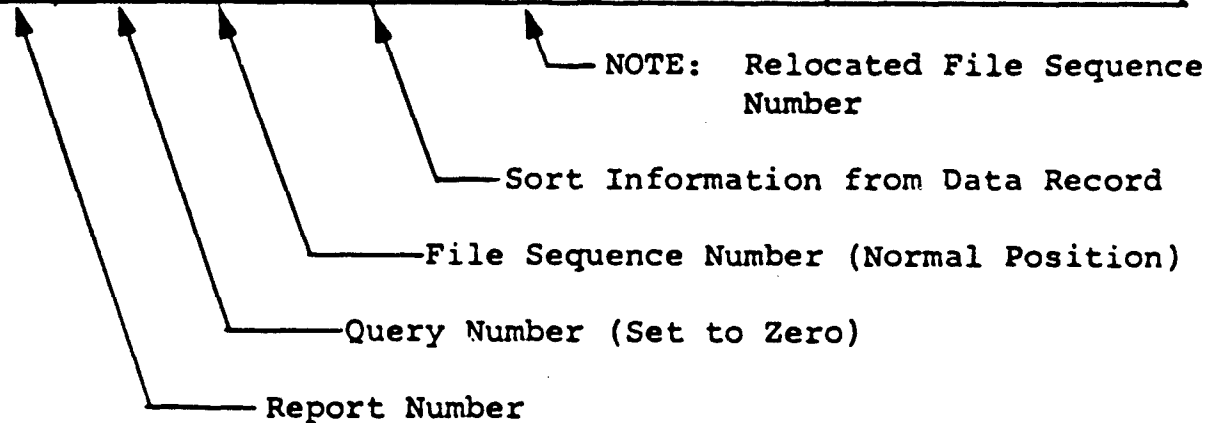 NOTE: Relocated File Sequence
Number
Sort Information from Data Record
File Sequence Number (Normal Position)
Query Number (Set to Zero)
Report Number